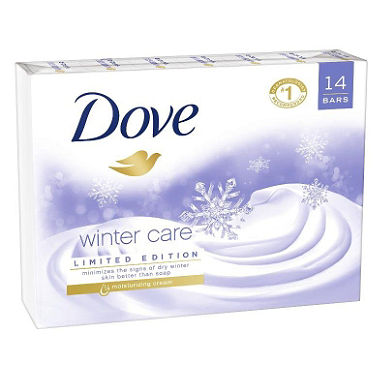 Dove
#1
14
BARS
winter care
LIMITED EDITION
minimizes the signs of dry winter
skin better than soap
¼ moisturizing cream